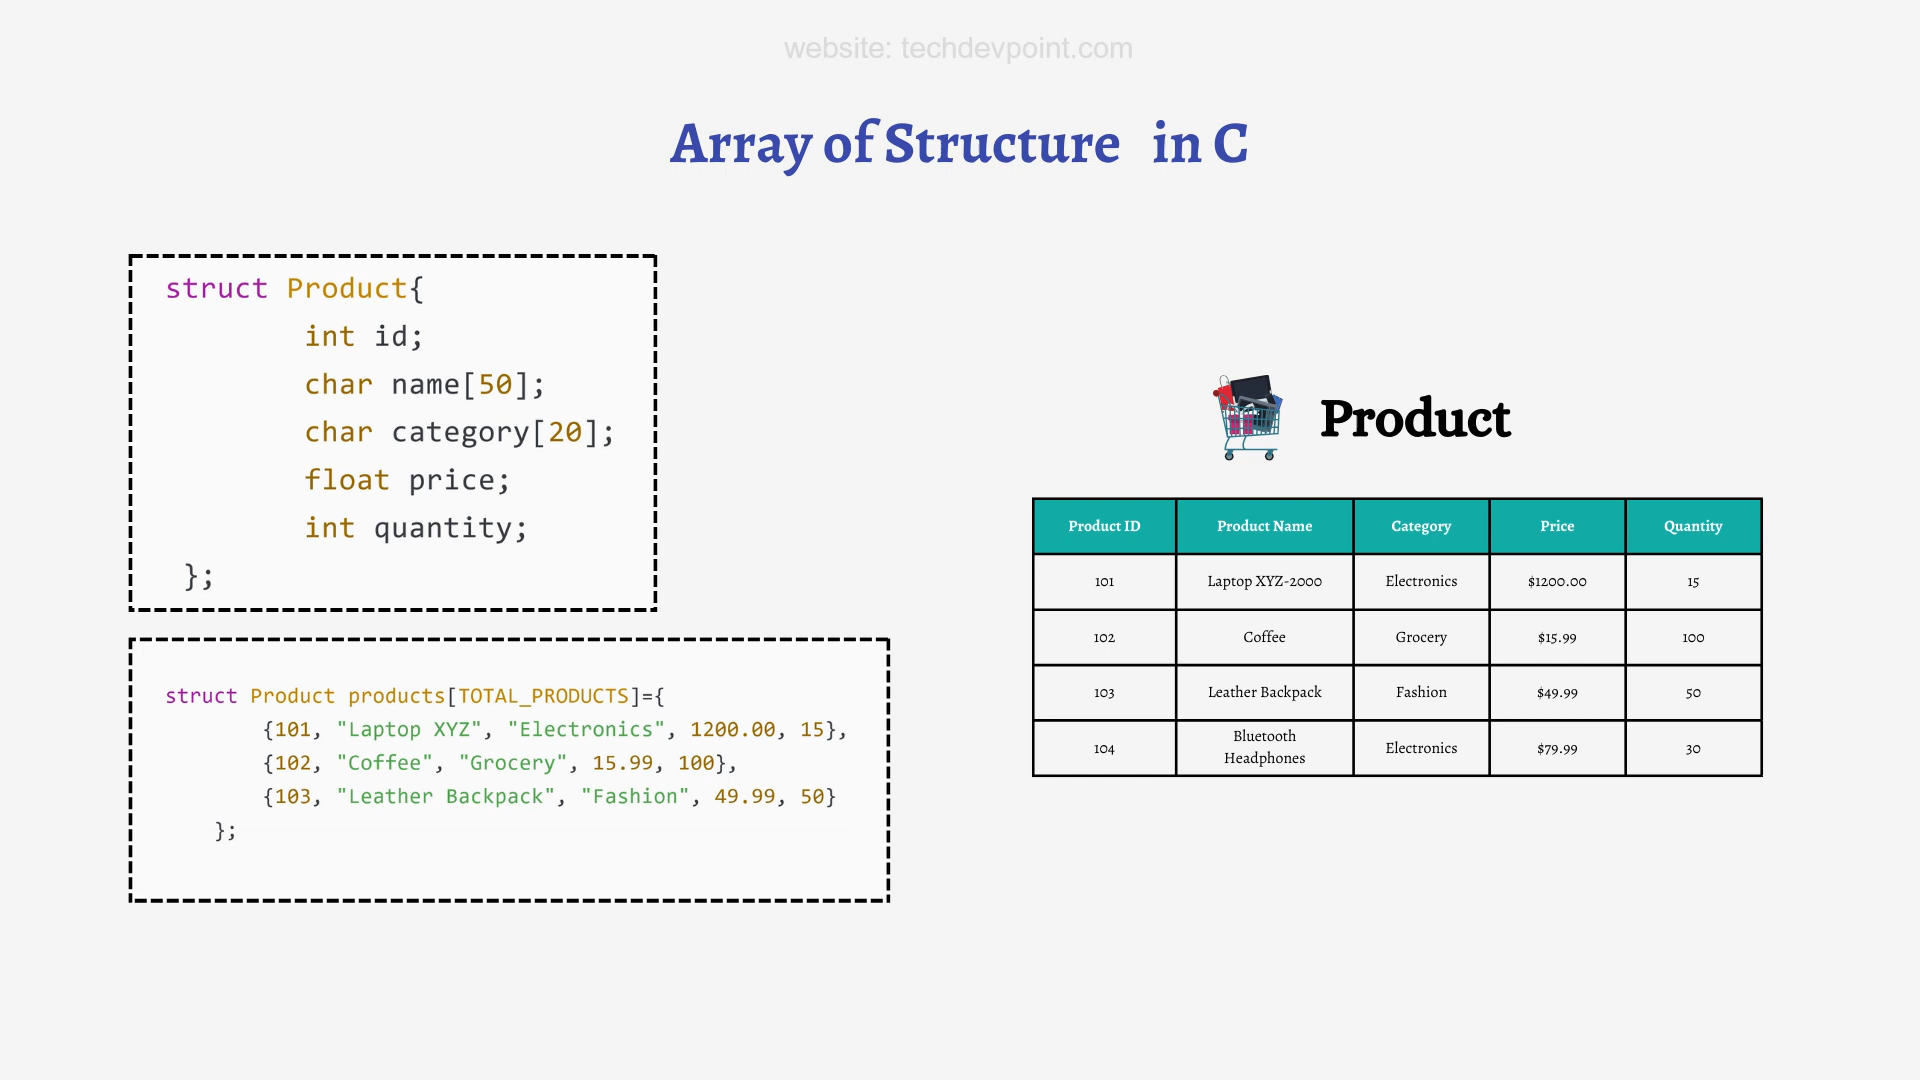 website: techdevpoint.com
Array of Structure in C
struct Product{
int id;
char name[50];
char category[20];
float price;
int quantity;
};
struct Product products[TOTAL_PRODUCTS]={
{101, "Laptop XYZ", "Electronics", 1200.00, 15},
{102, "Coffee", "Grocery", 15.99, 100},
{103, "Leather Backpack", "Fashion", 49.99, 50}
};
Product
Product ID Product Name Category Price Quantity
101 Laptop XYZ-2000 Electronics $1200.00 15
102 Coffee Grocery $15.99 100
103 Leather Backpack Fashion $49.99 50
104 Bluetooth Headphones Electronics $79.99 30